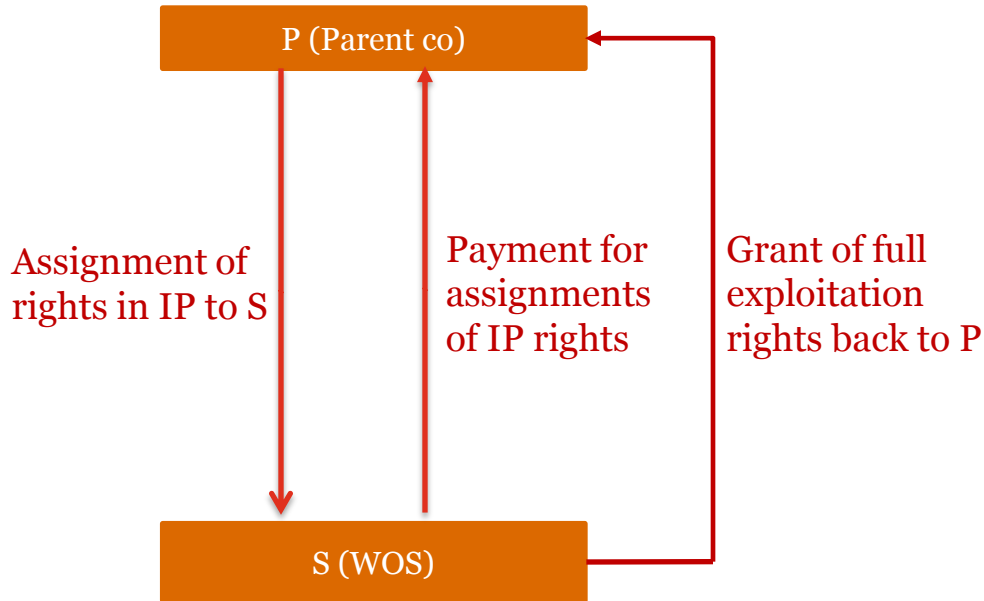 P (Parent co)
Assignment of
rights in IP to S
Payment for
assignments
of IP rights
Grant of full
exploitation
rights back to P
S (WOS)